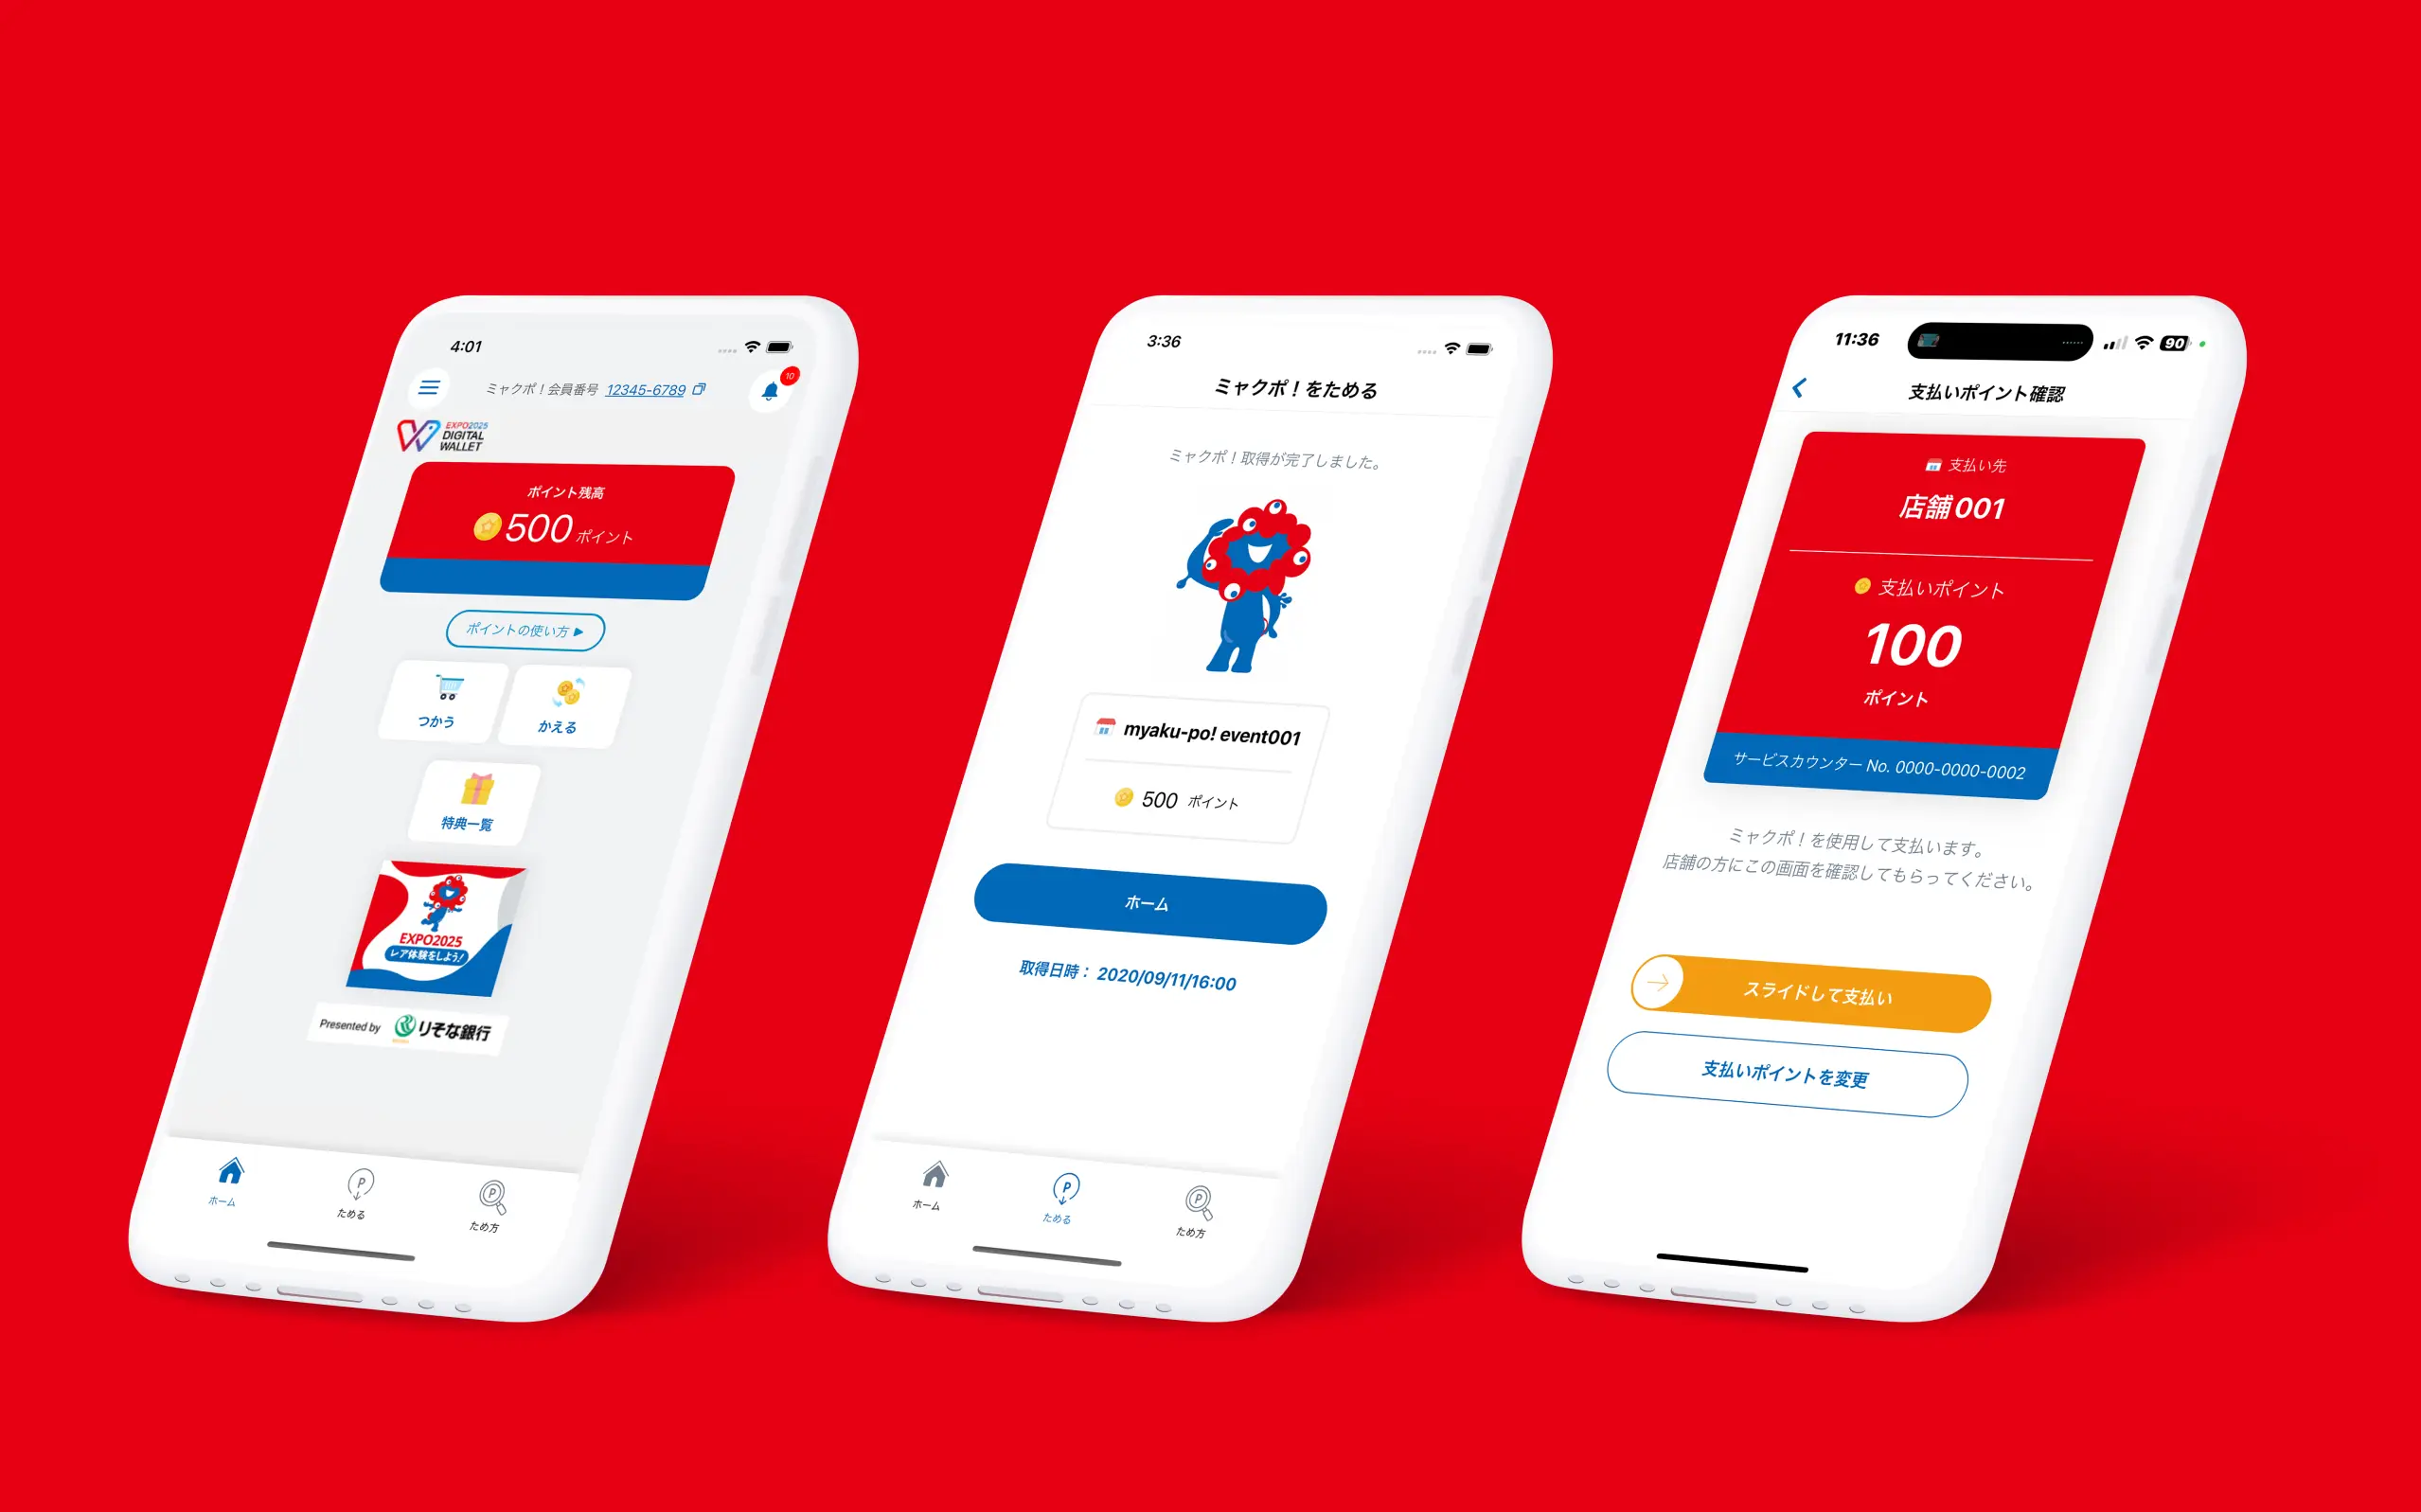 4:01
ミャクポ！会員番号 12345-6789
10
EXPO2025
DIGITAL
WALLET
ポイント残高
500 ポイント
ポイントの使い方 ▶
つかう
かえる
特典一覧
EXPO2025
レア体験をしよう!
Presented by りそな銀行
ホーム
ためる
ため方
3:36
ミャクポ！をためる
ミャクポ！取得が完了しました。
myaku-po! event001
500 ポイント
ホーム
取得日時： 2020/09/11/16:00
ホーム
ためる
ため方
11:36
90
支払いポイント確認
支払い先
店舗001
支払いポイント
100
ポイント
サービスカウンター No. 0000-0000-0002
ミャクポ！を使用して支払います。
店舗の方にこの画面を確認してもらってください。
スライドして支払い
支払いポイントを変更